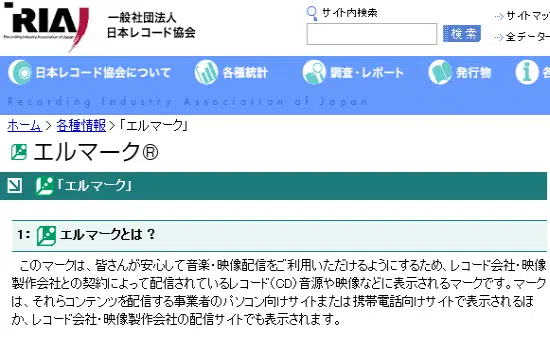 RIAJ
Recording Industry Association of Japan
一般社団法人
日本レコード協会
サイト内検索
検索
サイトマッ
全データー
日本レコード協会について
各種統計
調査・レポート
発行物
各
Recording Industry Association of Japan
ホーム > 各種情報 > 「エルマーク」
エルマーク®
「エルマーク」
1: エルマークとは？
このマークは、皆さんが安心して音楽・映像配信をご利用いただけるようにするため、レコード会社・映像
製作会社との契約によって配信されているレコード(CD)音源や映像などに表示されるマークです。マーク
は、それらコンテンツを配信する事業者のパソコン向けサイトまたは携帯電話向けサイトで表示されるほ
か、レコード会社・映像製作会社の配信サイトでも表示されます。